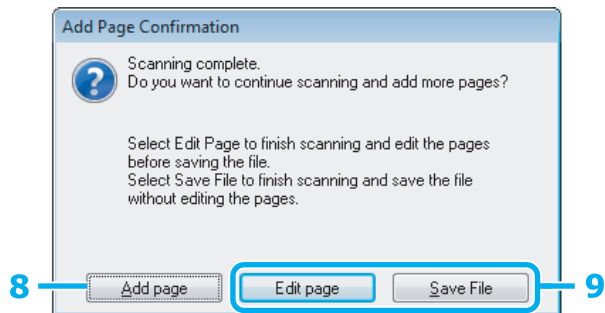 Add Page Confirmation
Scanning complete.
Do you want to continue scanning and add more pages?
Select Edit Page to finish scanning and edit the pages
before saving the file.
Select Save File to finish scanning and save the file
without editing the pages.
8 Add page Edit page Save File 9